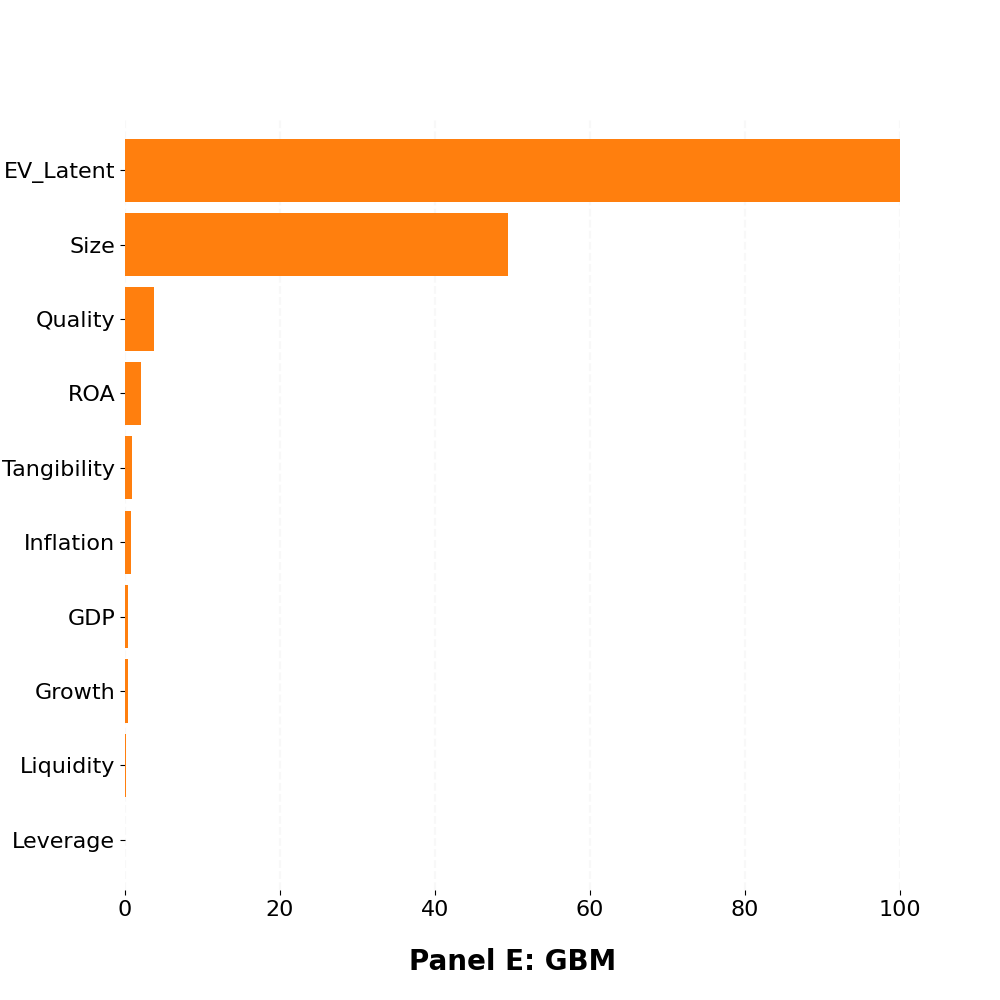 EV_Latent
Size
Quality
ROA
Tangibility
Inflation
GDP
Growth
Liquidity
Leverage
0 20 40 60 80 100
Panel E: GBM